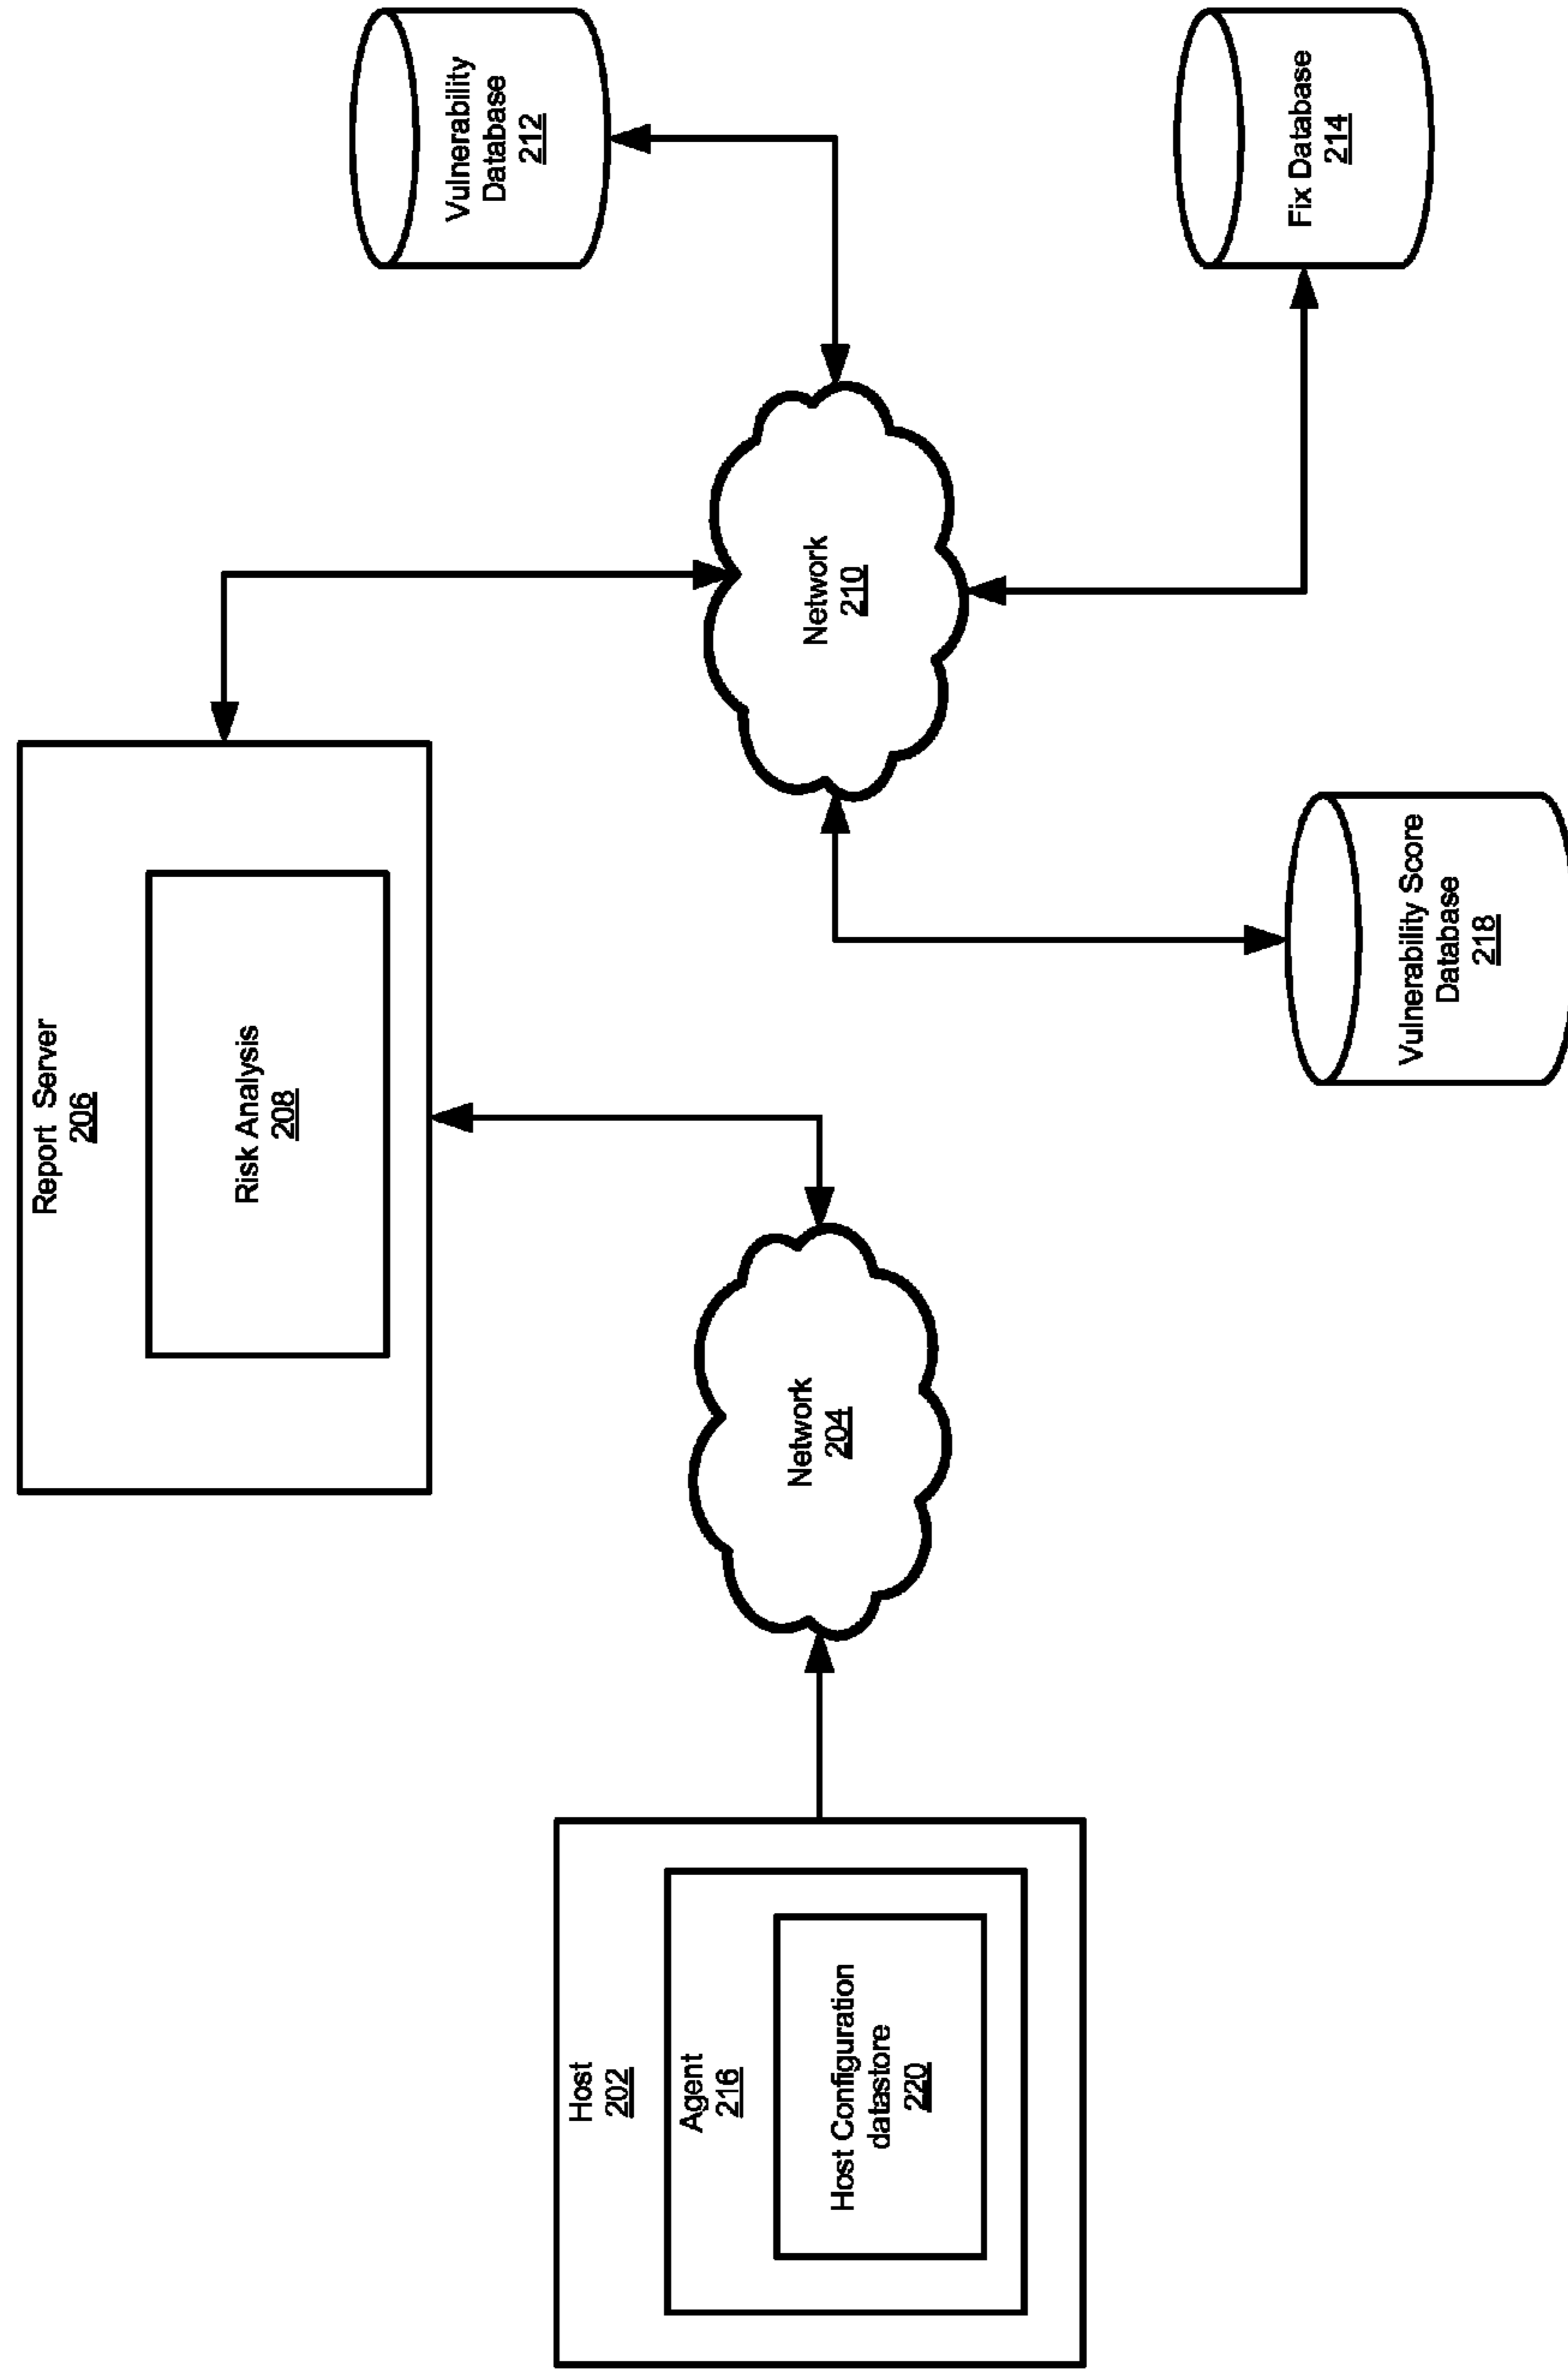 Report Server
206
Risk Analysis
208
Vulnerability
Database
212
Host
202
Agent
216
Host Configuration
datastore
220
Network
204
Network
210
Vulnerability Score
Database
218
Fix Database
214